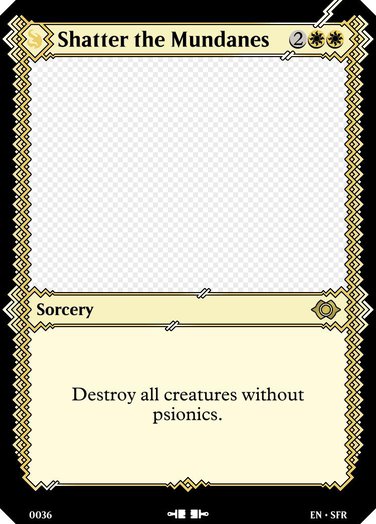 Shatter the Mundanes 2
Sorcery
Destroy all creatures without
psionics.
0036 EN • SFR